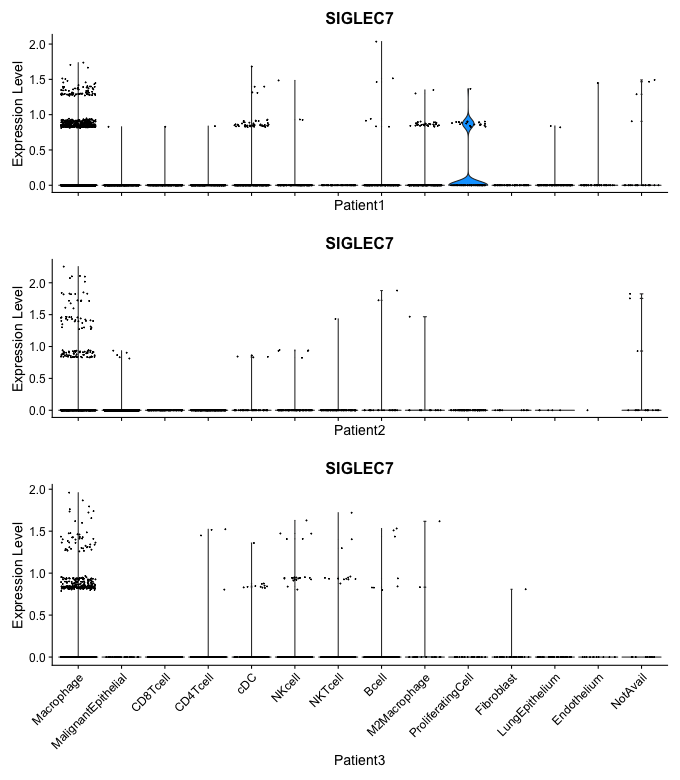 SIGLEC7
Expression Level
2.0
1.5
1.0
0.5
0.0
Patient1
SIGLEC7
Expression Level
2.0
1.5
1.0
0.5
0.0
Patient2
SIGLEC7
Expression Level
2.0
1.5
1.0
0.5
0.0
Macrophage
MalignantEpithelial
CD8Tcell
CD4Tcell
cDC
NKcell
NKTcell
Bcell
M2Macrophage
ProliferatingCell
Fibroblast
LungEpithelium
Endothelium
NotAvail
Patient3